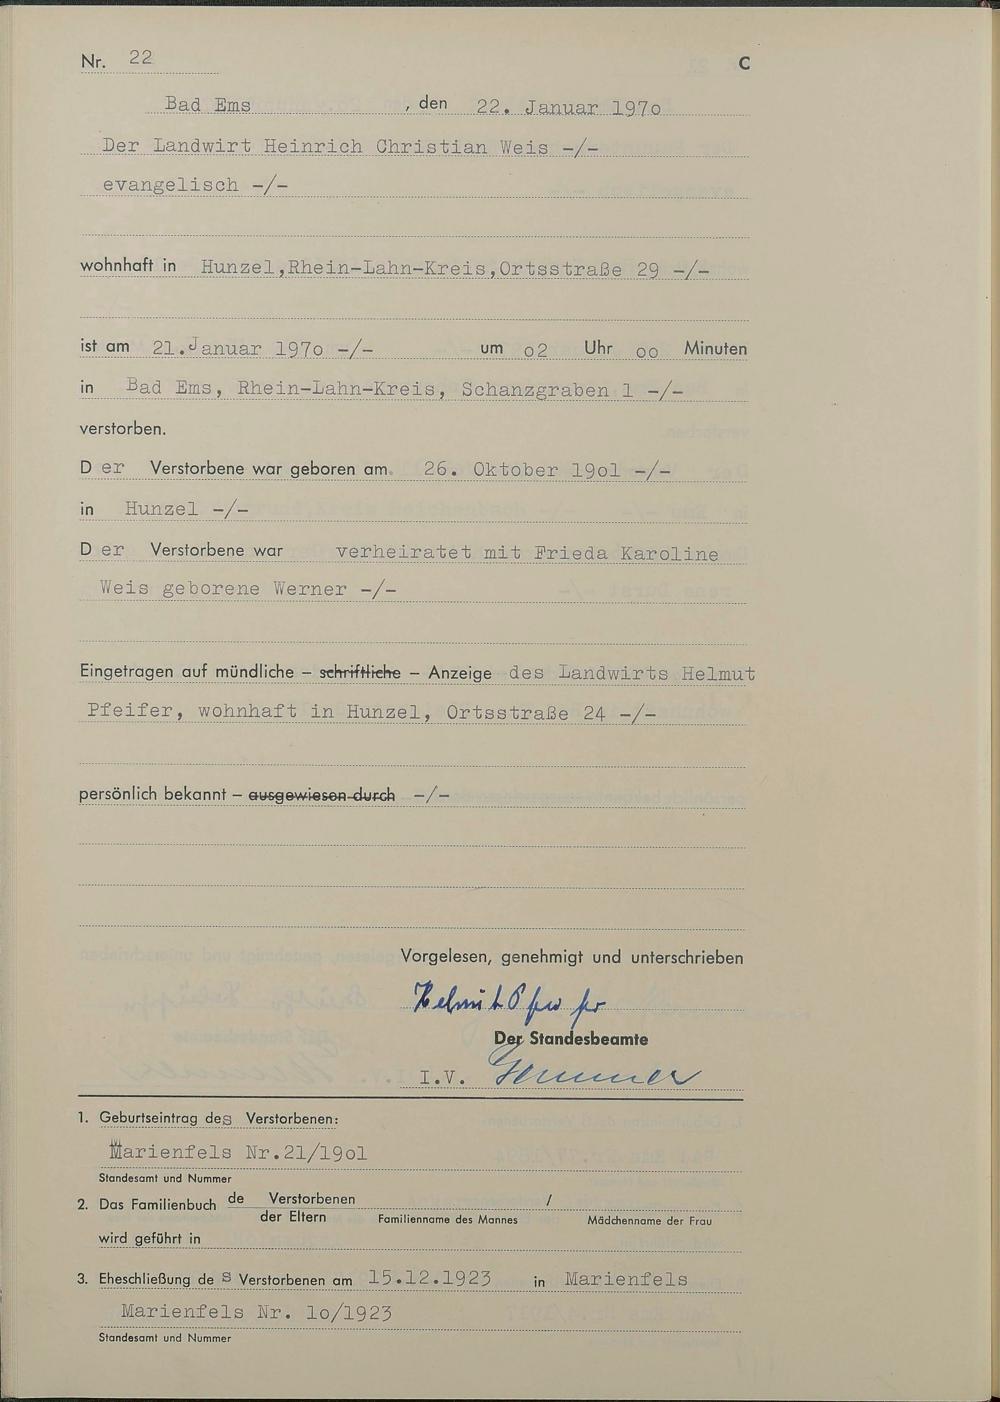 Nr. 22 C
Bad Ems , den 22. Januar 197o
Der Landwirt Heinrich Christian Weis -/-
evangelisch -/-
wohnhaft in Hunzel,Rhein-Lahn-Kreis,Ortsstraße 29 -/-
ist am 21.Januar 197o -/- um o2 Uhr oo Minuten
in Bad Ems, Rhein-Lahn-Kreis, Schanzgraben 1 -/-
verstorben.
D er Verstorbene war geboren am 26. Oktober 19o1 -/-
in Hunzel -/-
D er Verstorbene war verheiratet mit Frieda Karoline
Weis geborene Werner -/-
Eingetragen auf mündliche – schriftliche – Anzeige des Landwirts Helmut
Pfeifer, wohnhaft in Hunzel, Ortsstraße 24 -/-
persönlich bekannt – ausgewiesen durch -/-
Vorgelesen, genehmigt und unterschrieben
Helmut Pfeifer
Der Standesbeamte
I.V.
1. Geburtseintrag des Verstorbenen:
Marienfels Nr.21/19o1
Standesamt und Nummer
2. Das Familienbuch de Verstorbenen /
der Eltern Familienname des Mannes Mädchenname der Frau
wird geführt in
3. Eheschließung de s Verstorbenen am 15.12.1923 in Marienfels
Marienfels Nr. 1o/1923
Standesamt und Nummer